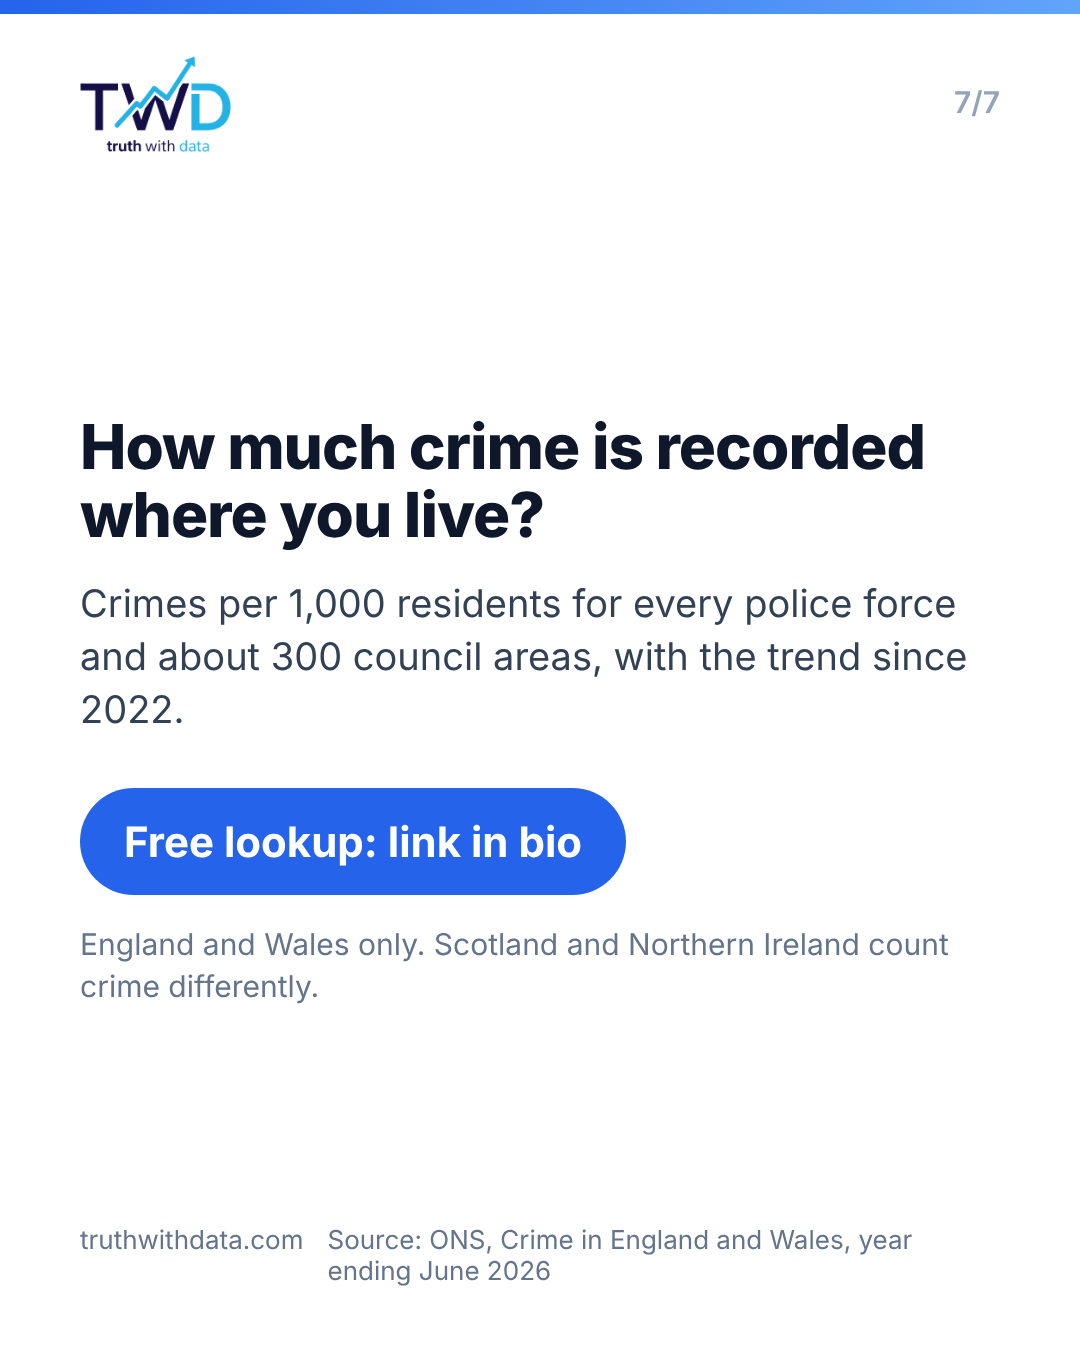 TWD
truth with data
7/7
How much crime is recorded
where you live?
Crimes per 1,000 residents for every police force
and about 300 council areas, with the trend since
2022.
Free lookup: link in bio
England and Wales only. Scotland and Northern Ireland count
crime differently.
truthwithdata.com
Source: ONS, Crime in England and Wales, year
ending June 2026